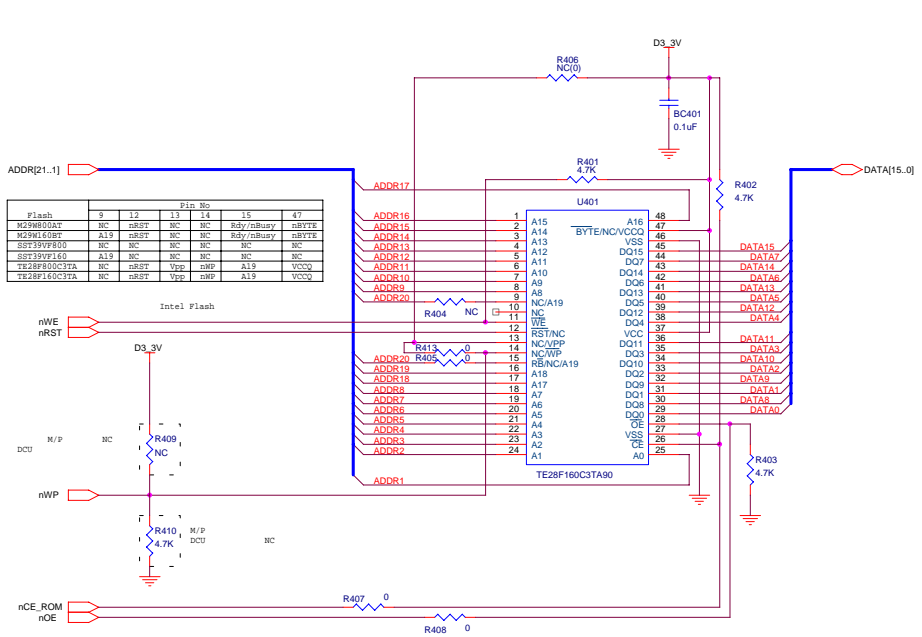 D3_3V
R406
NC(0)
BC401
0.1uF
ADDR[21..1]
DATA[15..0]
R401
4.7K
R402
4.7K
ADDR17
U401
Pin No
Flash 9 12 13 14 15 47
M29W800AT NC nRST NC NC Rdy/nBusy nBYTE
M29W160BT A19 nRST NC NC Rdy/nBusy nBYTE
SST39VF800 NC NC NC NC NC NC
SST39VF160 A19 NC NC NC NC NC
TE28F800C3TA NC nRST Vpp nWP A19 VCCQ
TE28F160C3TA NC nRST Vpp nWP A19 VCCQ
Intel Flash
ADDR16 1 A15 A16 48
ADDR15 2 A14 BYTE/NC/VCCQ 47
ADDR14 3 A13 VSS 46
ADDR13 4 A12 DQ15 45 DATA15
ADDR12 5 A11 DQ7 44 DATA7
ADDR11 6 A10 DQ14 43 DATA14
ADDR10 7 A9 DQ6 42 DATA6
ADDR9 8 A8 DQ13 41 DATA13
ADDR20 R404 NC 9 NC/A19 DQ5 40 DATA5
10 NC DQ12 39 DATA12
nWE 11 WE DQ4 38 DATA4
nRST 12 RST/NC VCC 37
13 NC/VPP DQ11 36 DATA11
R413 0 14 NC/WP DQ3 35 DATA3
ADDR20 R405 0 15 RB/NC/A19 DQ10 34 DATA10
ADDR19 16 A18 DQ2 33 DATA2
ADDR18 17 A17 DQ9 32 DATA9
ADDR8 18 A7 DQ1 31 DATA1
ADDR7 19 A6 DQ8 30 DATA8
ADDR6 20 A5 DQ0 29 DATA0
ADDR5 21 A4 OE 28
ADDR4 22 A3 VSS 27
ADDR3 23 A2 CE 26
ADDR2 24 A1 A0 25
ADDR1
TE28F160C3TA90
R403
4.7K
D3_3V
M/P NC
DCU
R409
NC
nWP
R410
4.7K
M/P
DCU NC
nCE_ROM
R407 0
nOE
R408 0